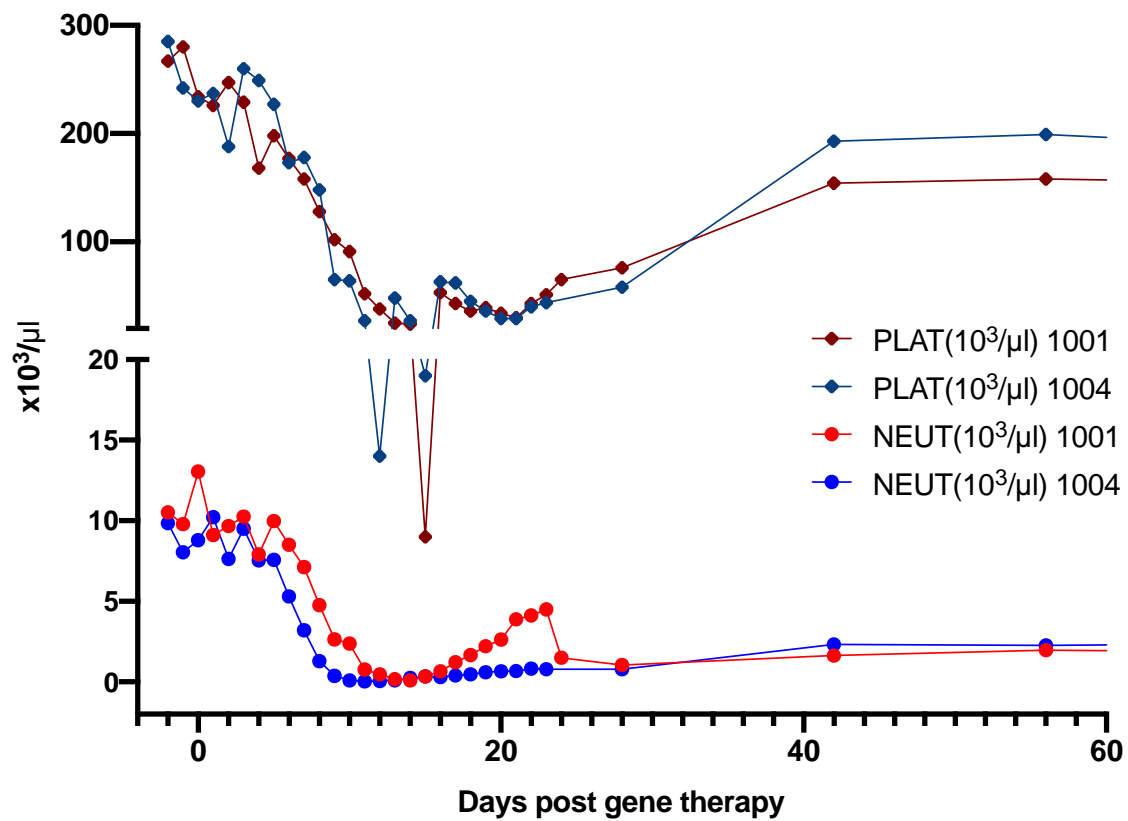 300
200
100
20
15
10
5
0
x10³/µl
PLAT(10³/µl) 1001
PLAT(10³/µl) 1004
NEUT(10³/µl) 1001
NEUT(10³/µl) 1004
0 20 40 60
Days post gene therapy